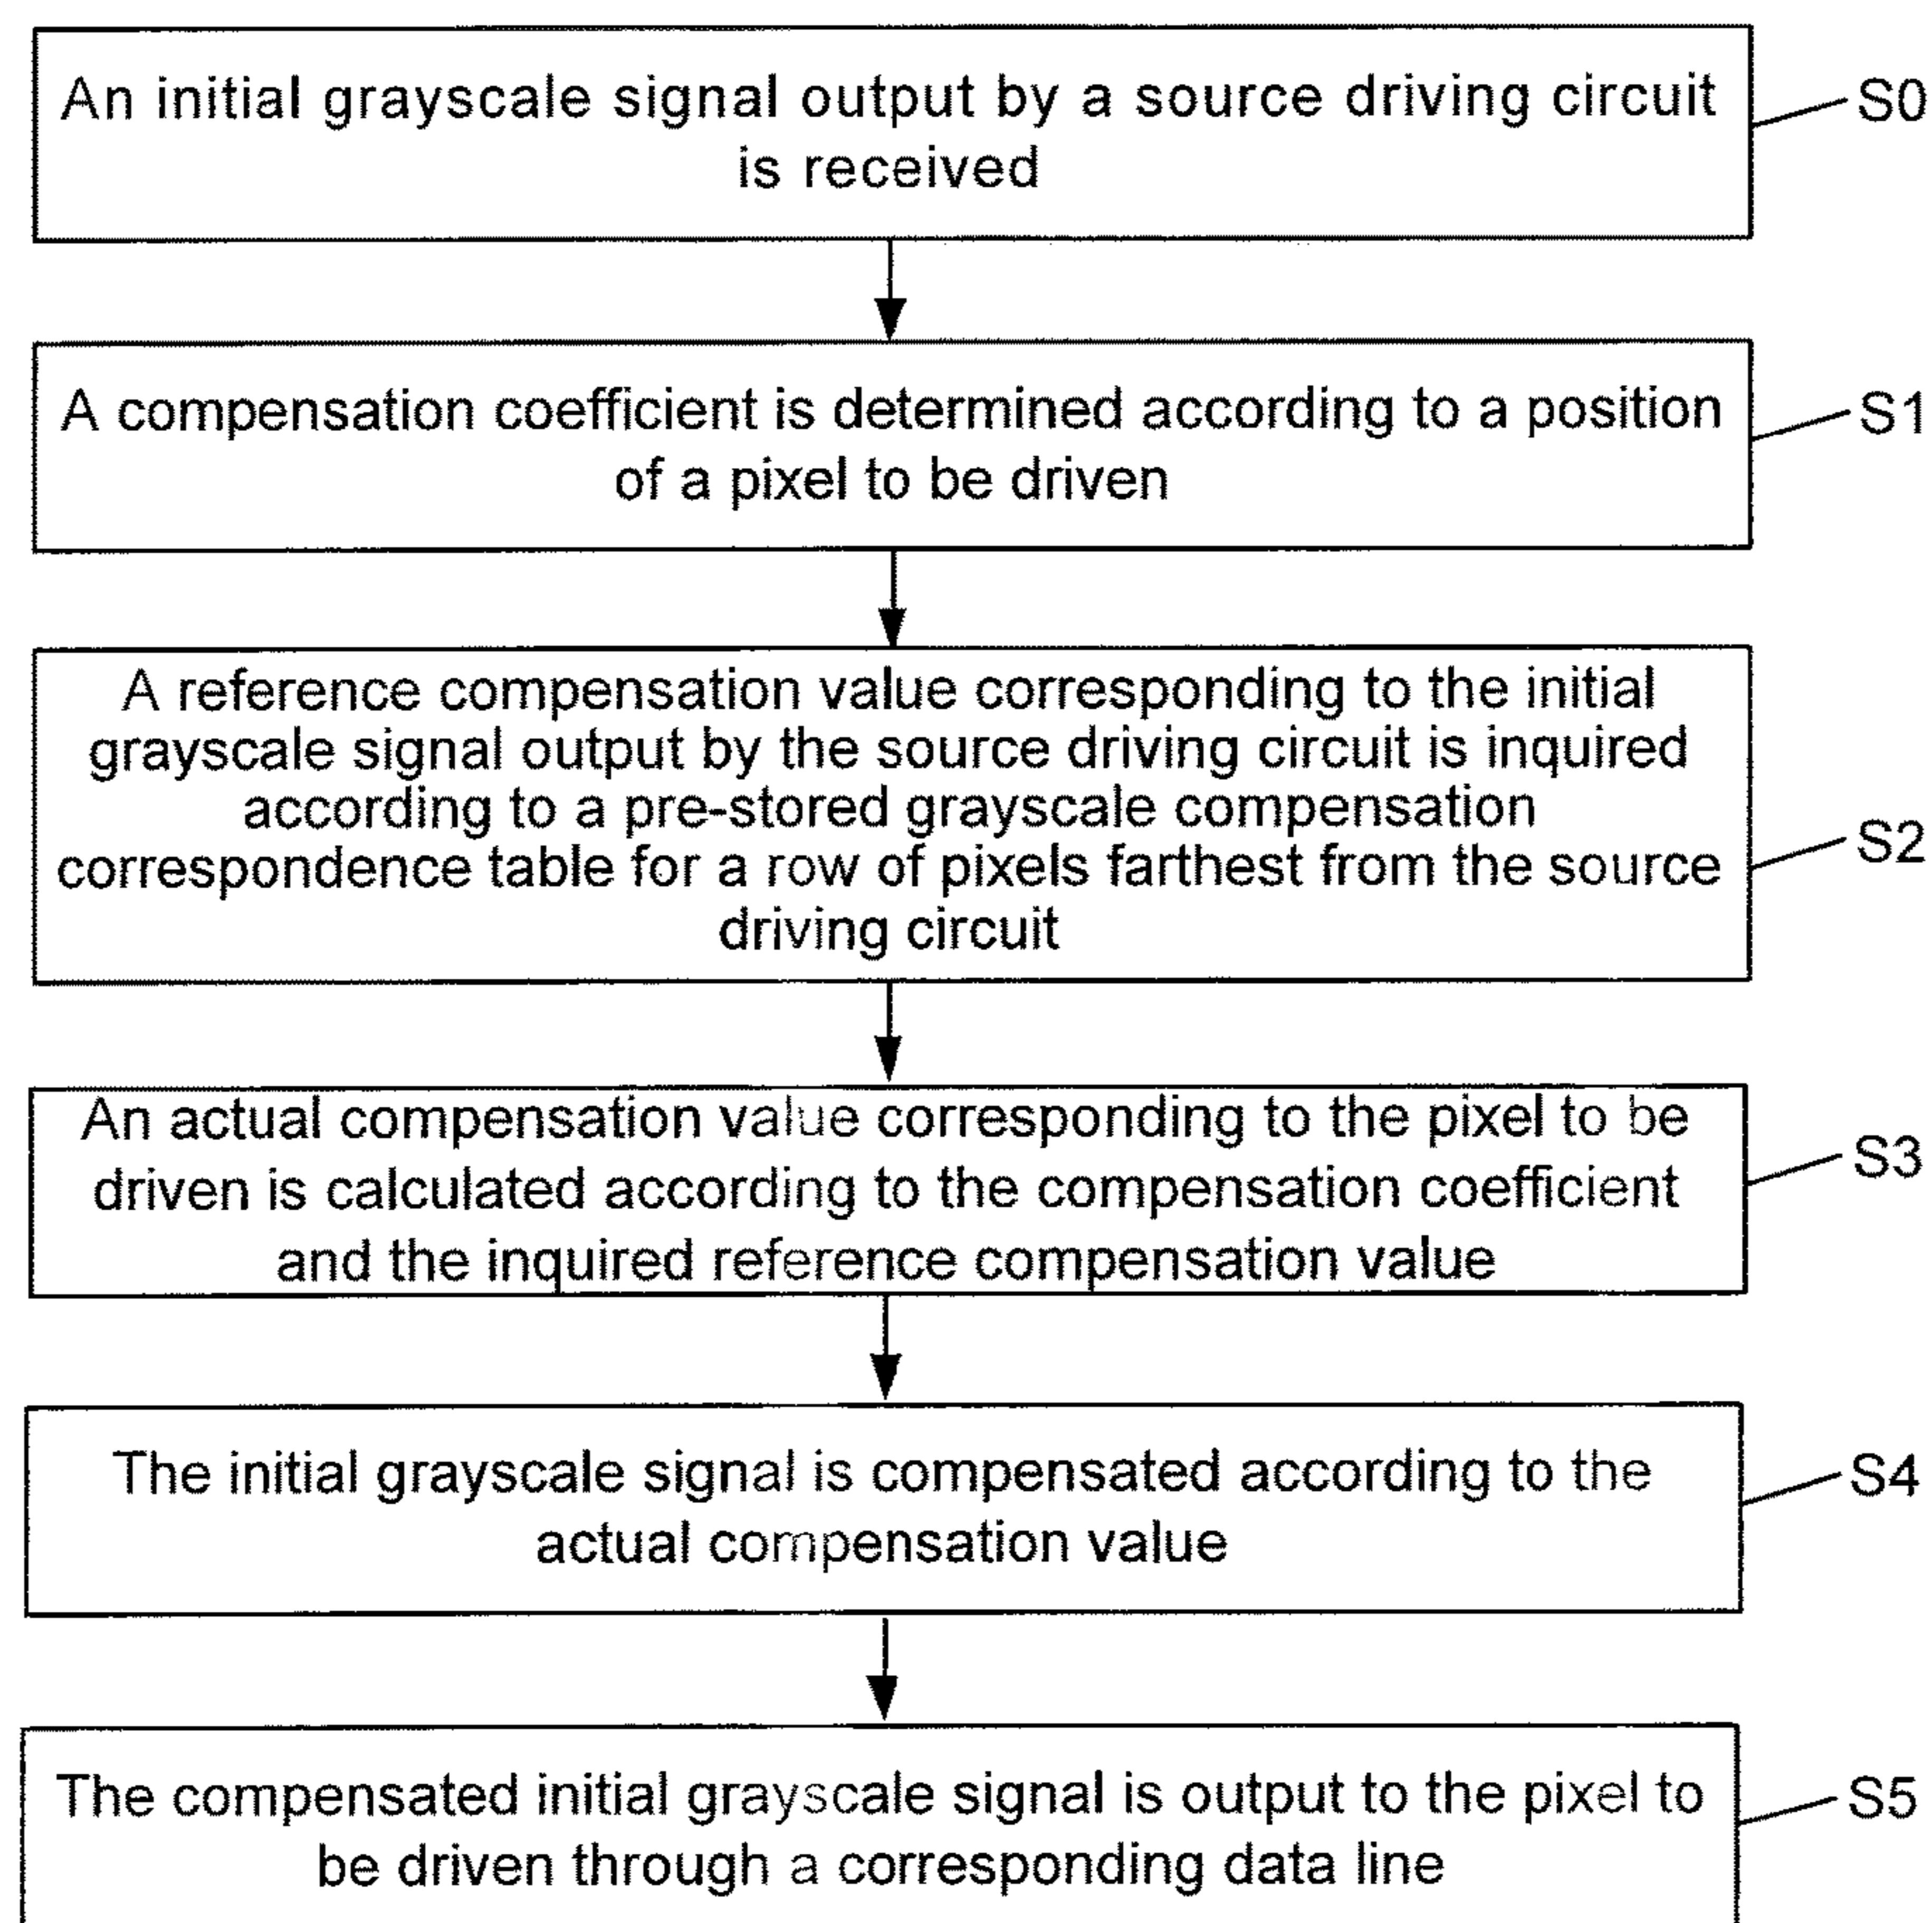 An initial grayscale signal output by a source driving circuit
is received
S0
A compensation coefficient is determined according to a position
of a pixel to be driven
S1
A reference compensation value corresponding to the initial
grayscale signal output by the source driving circuit is inquired
according to a pre-stored grayscale compensation
correspondence table for a row of pixels farthest from the source
driving circuit
S2
An actual compensation value corresponding to the pixel to be
driven is calculated according to the compensation coefficient
and the inquired reference compensation value
S3
The initial grayscale signal is compensated according to the
actual compensation value
S4
The compensated initial grayscale signal is output to the pixel to
be driven through a corresponding data line
S5